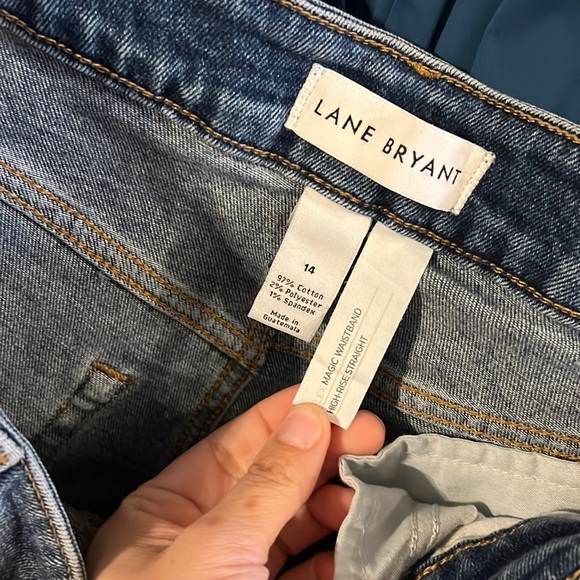 LANE BRYANT
14
97% Cotton
2% Polyester
1% Spandex
Made in
Guatemala
MAGIC WAISTBAND
HIGH-RISE STRAIGHT